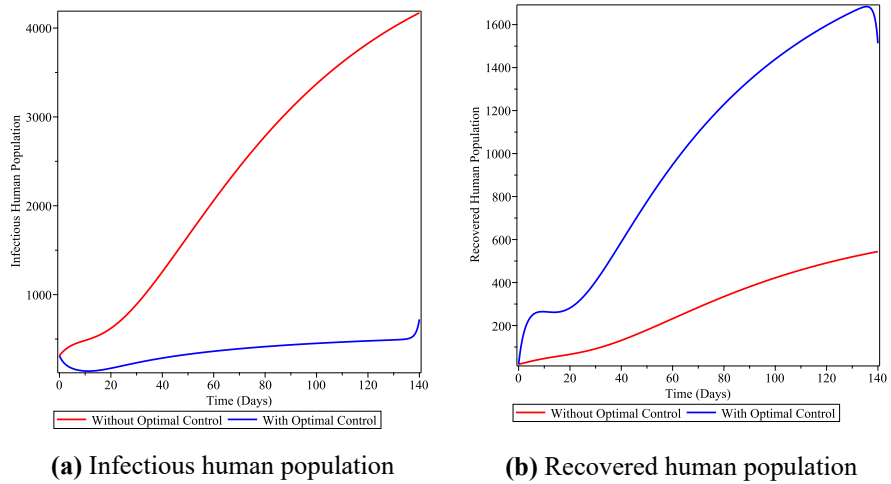 4000
3000
2000
1000
Infectious Human Population
0 20 40 60 80 100 120 140
Time (Days)
Without Optimal Control With Optimal Control
(a) Infectious human population
1600
1400
1200
1000
800
600
400
200
Recovered Human Population
0 20 40 60 80 100 120 140
Time (Days)
Without Optimal Control With Optimal Control
(b) Recovered human population